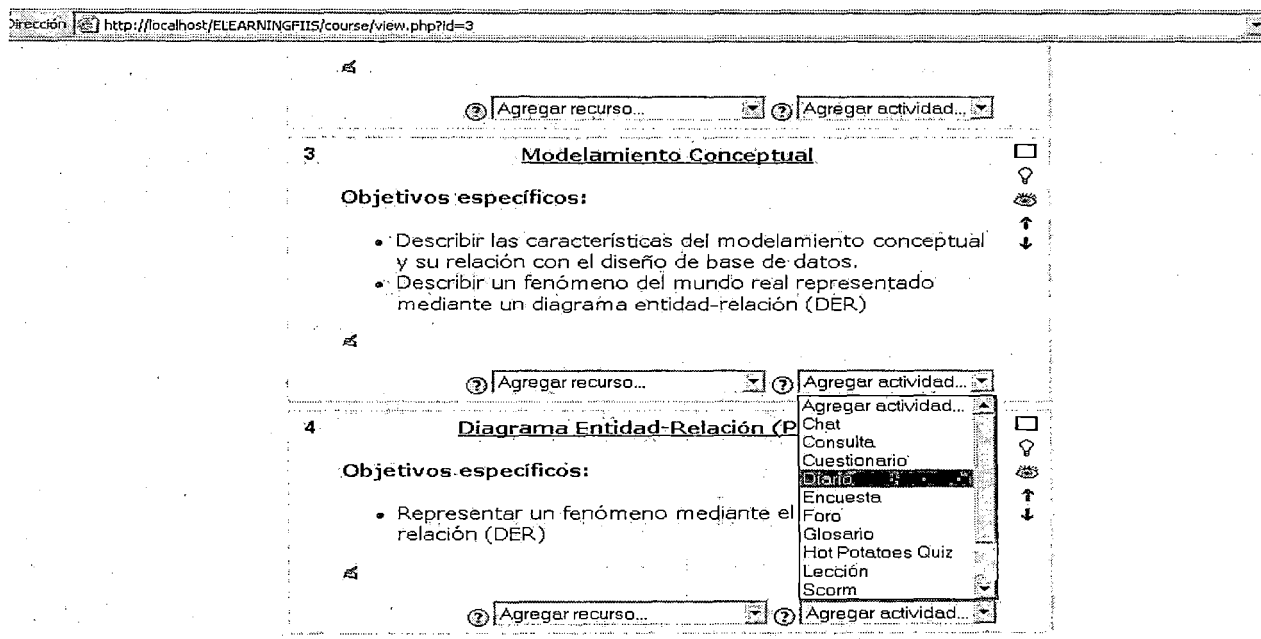 Dirección http://localhost/ELEARNINGFIIS/course/view.php?id=3
Agregar recurso... Agregar actividad...
3 Modelamiento Conceptual
Objetivos específicos:
• Describir las características del modelamiento conceptual
y su relación con el diseño de base de datos.
• Describir un fenómeno del mundo real representado
mediante un diagrama entidad-relación (DER)
Agregar recurso... Agregar actividad...
Agregar actividad...
Chat
Consulta
Cuestionario
Diario
Encuesta
Foro
Glosario
Hot Potatoes Quiz
Lección
Scorm
4 Diagrama Entidad-Relación (P
Objetivos específicos:
• Representar un fenómeno mediante el
relación (DER)
Agregar recurso... Agregar actividad...